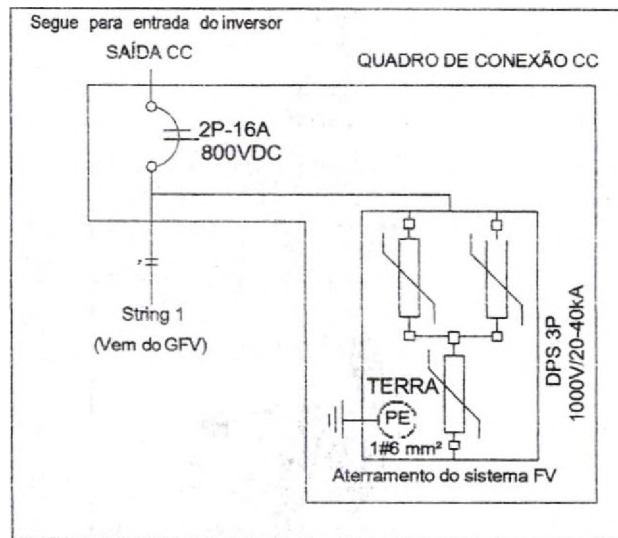 Segue para entrada do inversor
SAÍDA CC
QUADRO DE CONEXÃO CC
2P-16A
800VDC
String 1
(Vem do GFV)
DPS 3P
1000V/20-40kA
TERRA
PE
1#6 mm²
Aterramento do sistema FV